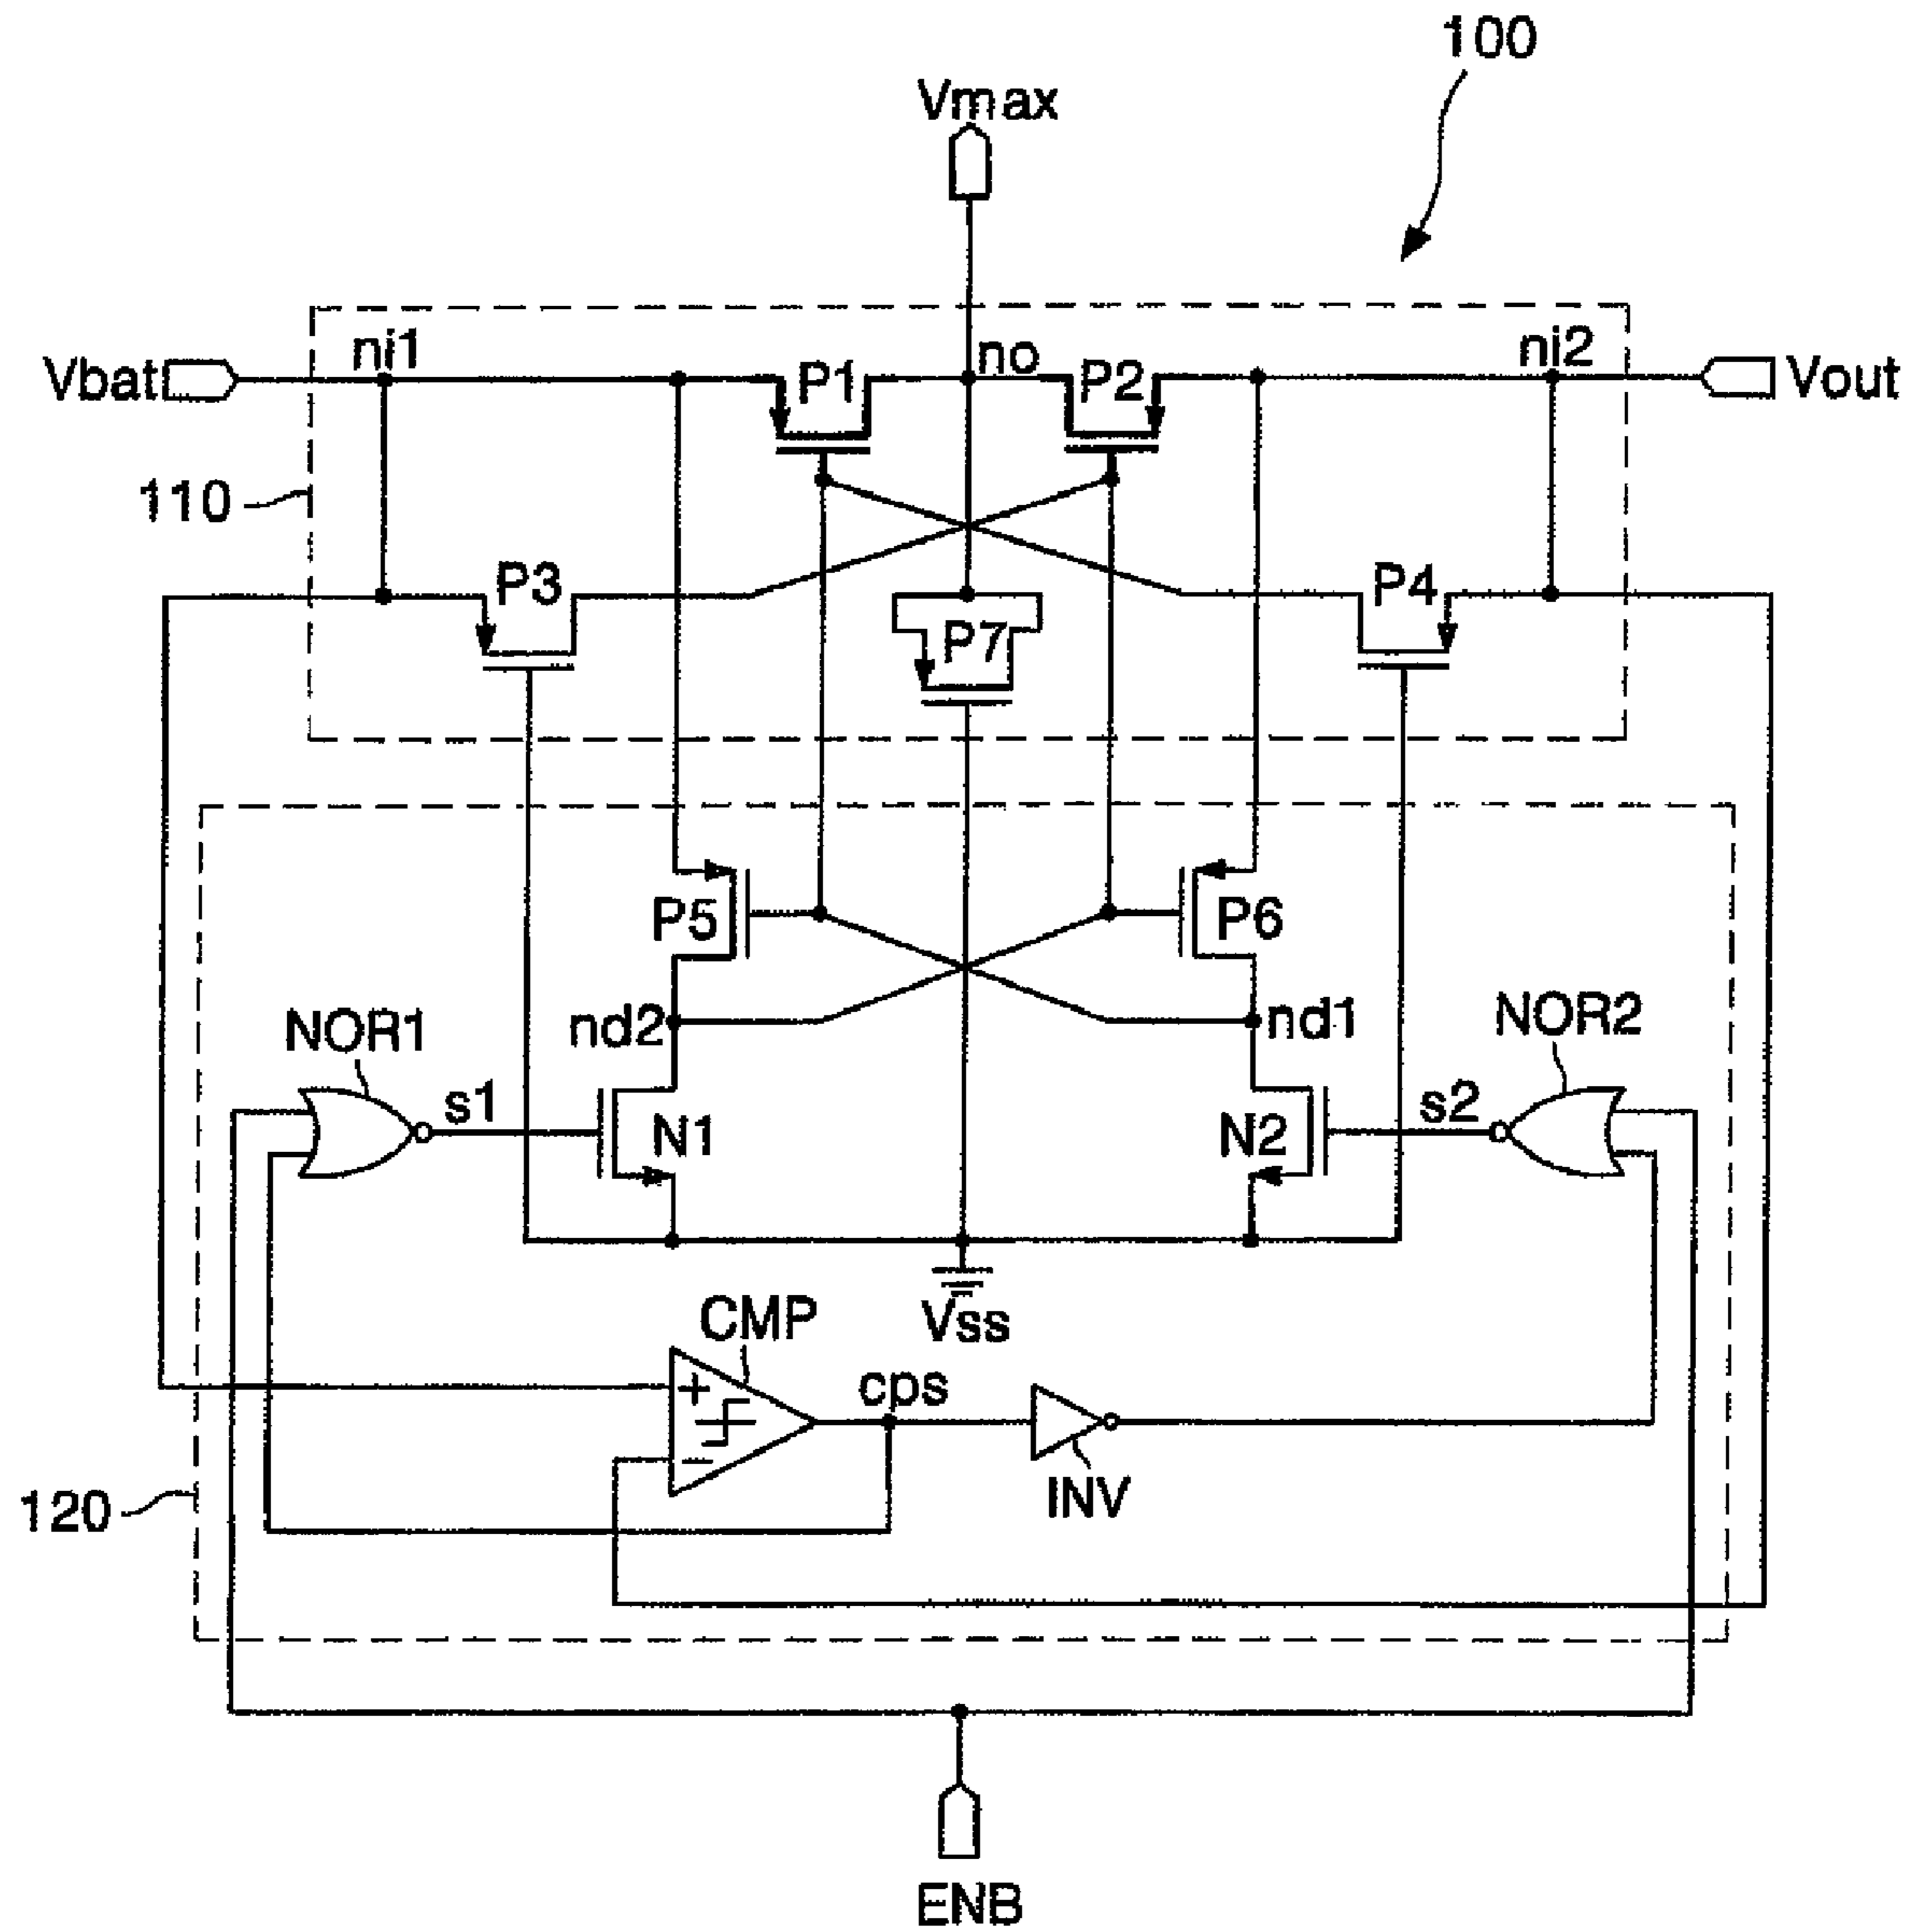 100
Vmax
Vbat
ni1
P1
no
P2
ni2
Vout
110
P3
P7
P4
P5
P6
nd2
nd1
NOR1
NOR2
s1
N1
N2
s2
Vss
CMP
+
cps
−
INV
120
ENB